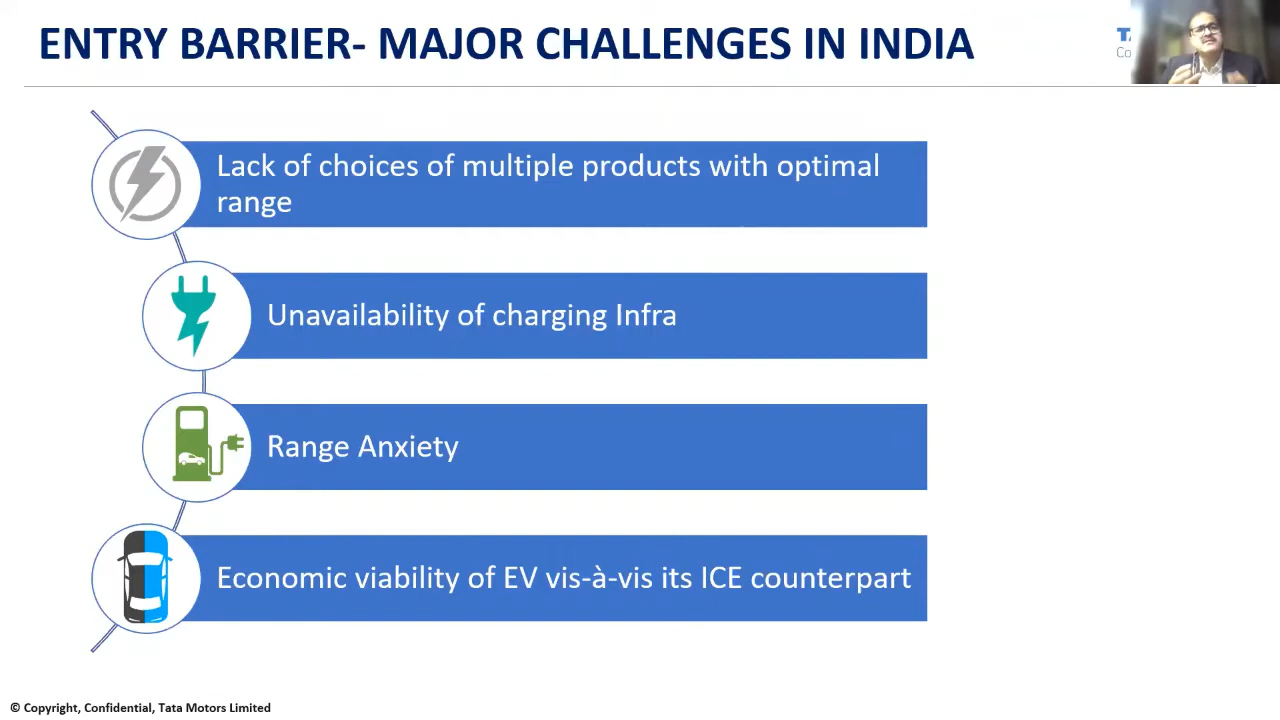 ENTRY BARRIER- MAJOR CHALLENGES IN INDIA
Lack of choices of multiple products with optimal
range
Unavailability of charging Infra
Range Anxiety
Economic viability of EV vis-à-vis its ICE counterpart
© Copyright, Confidential, Tata Motors Limited